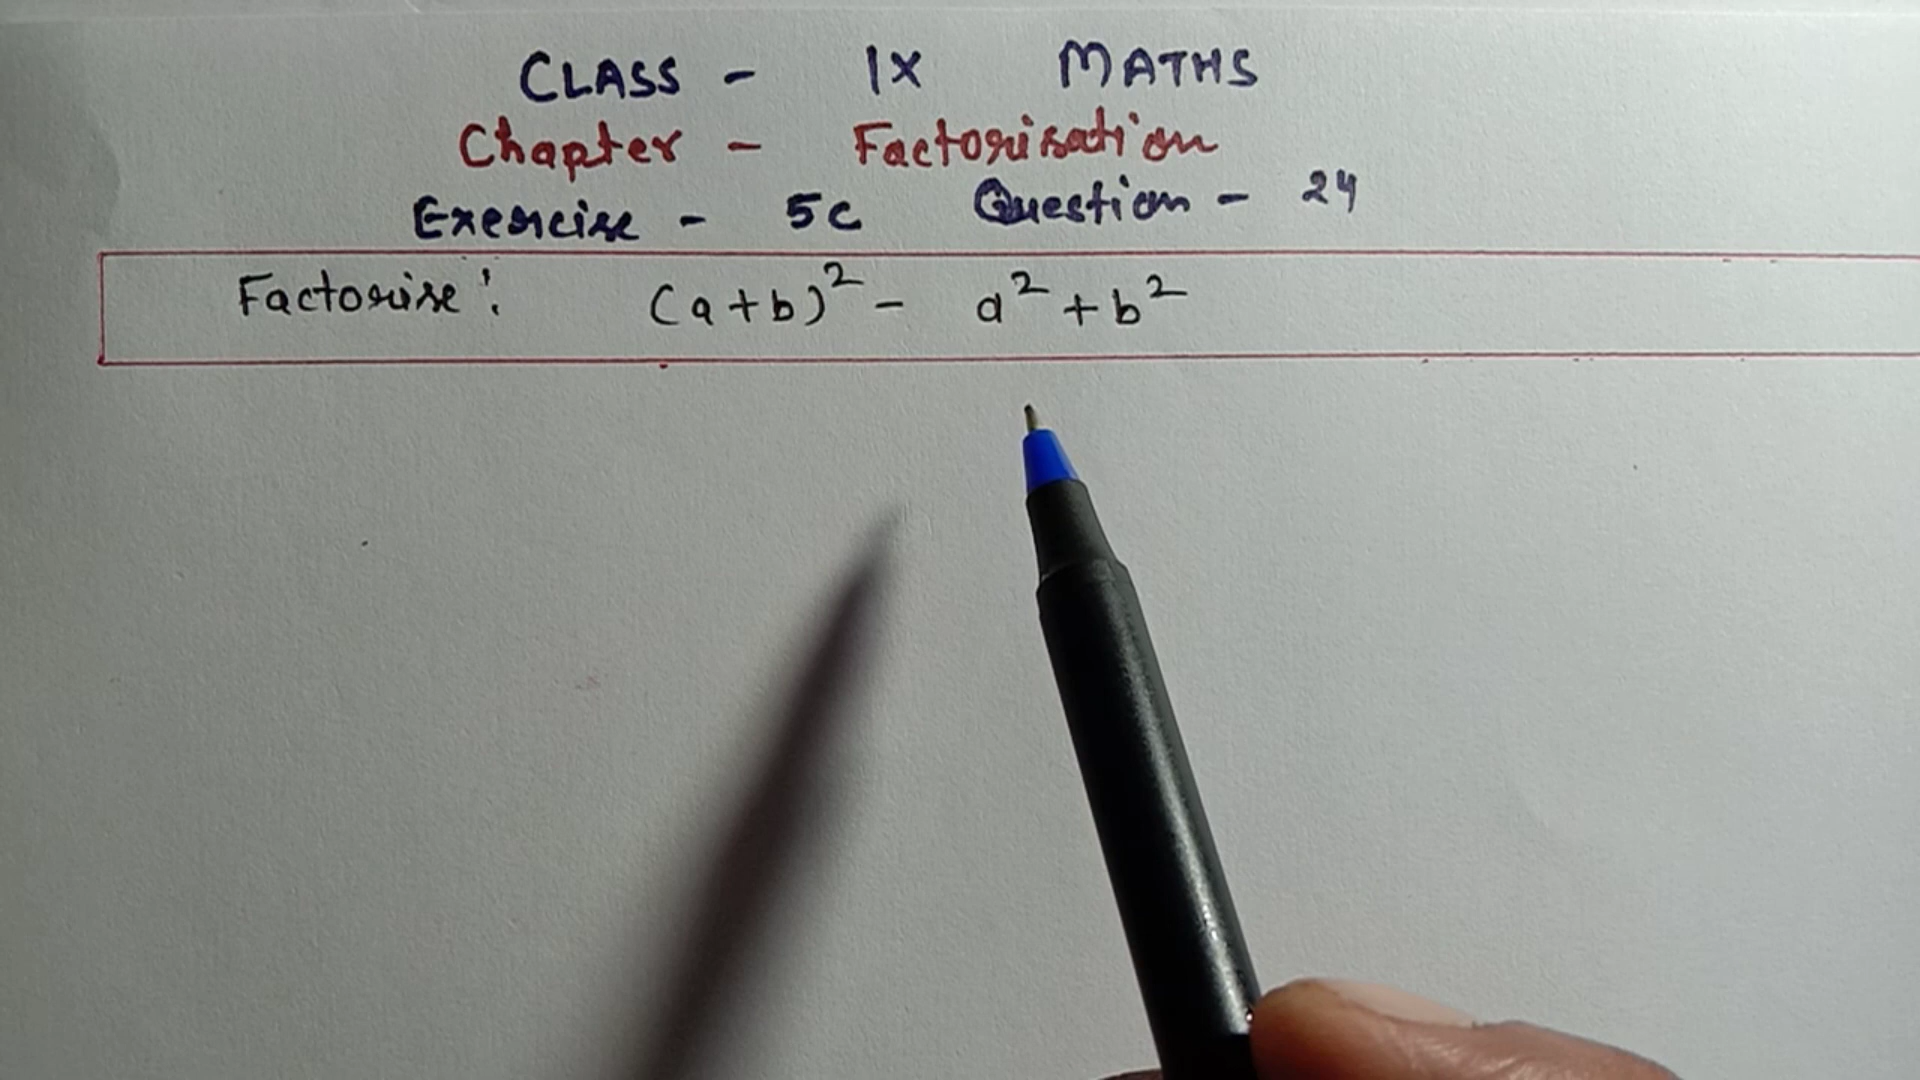 CLASS - IX MATHS
Chapter - Factorisation
Exercise - 5c Question - 24
Factorise: (a+b)² - a² + b²